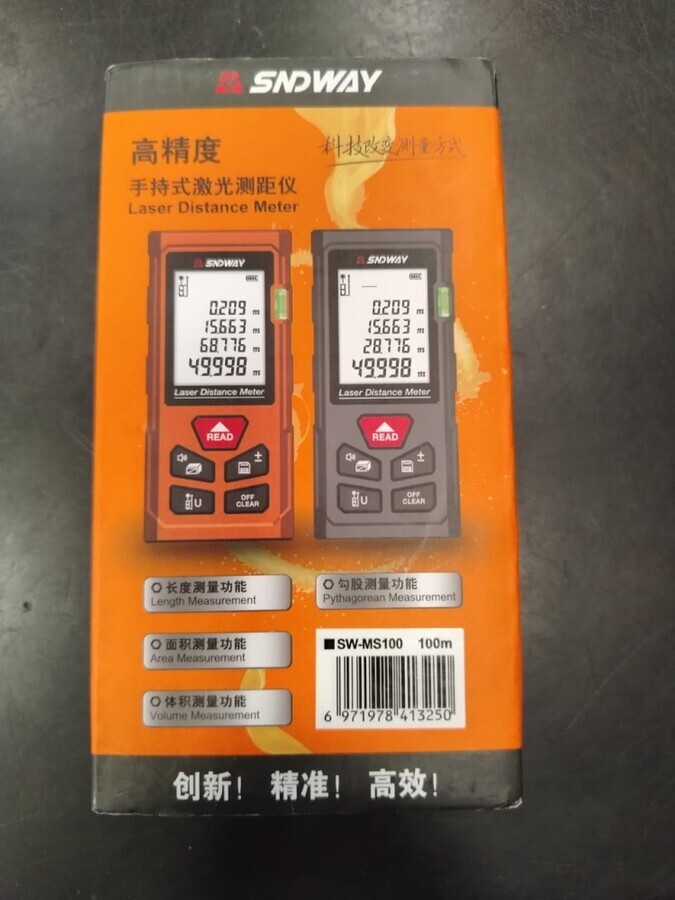 SNDWAY
高精度
科技改变测量方式
手持式激光测距仪
Laser Distance Meter
SNDWAY
0.209 m
15.663 m
68.776 m
49.998 m
Laser Distance Meter
READ
±
U
OFF
CLEAR
SNDWAY
0.209 m
15.663 m
28.776 m
49.998 m
Laser Distance Meter
READ
±
U
OFF
CLEAR
长度测量功能
Length Measurement
勾股测量功能
Pythagorean Measurement
面积测量功能
Area Measurement
体积测量功能
Volume Measurement
■SW-MS100 100m
6 971978 413250
创新! 精准! 高效!